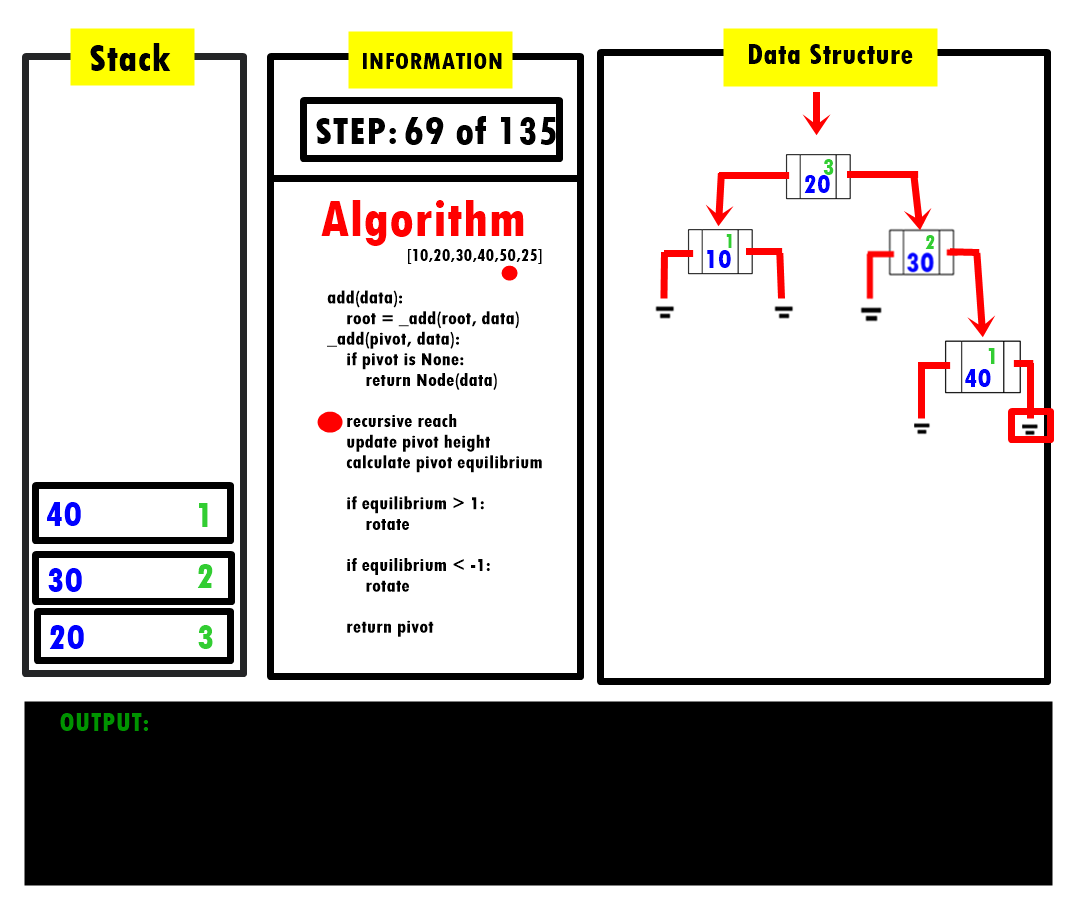 Stack
40 1
30 2
20 3
INFORMATION
STEP: 69 of 135
Algorithm
[10,20,30,40,50,25]
add(data):
root = _add(root, data)
_add(pivot, data):
if pivot is None:
return Node(data)
recursive reach
update pivot height
calculate pivot equilibrium
if equilibrium > 1:
rotate
if equilibrium < -1:
rotate
return pivot
Data Structure
3
20
1
10
2
30
1
40
OUTPUT: